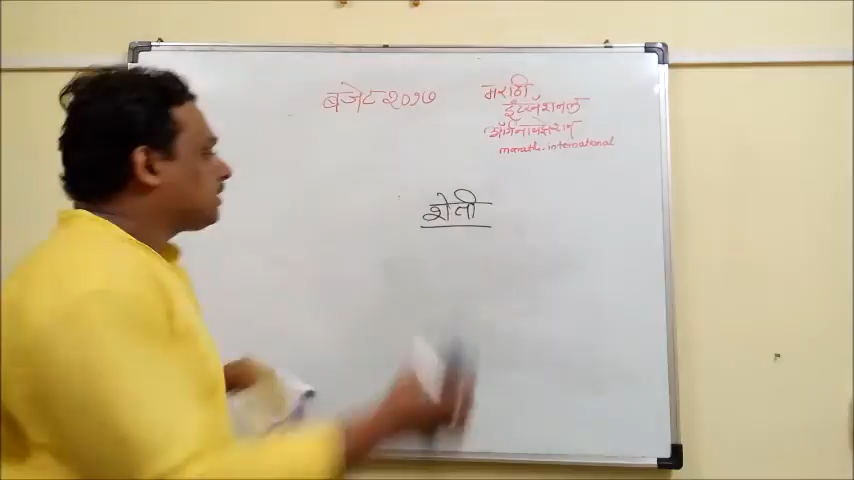 बजेट २०१७
मराठी
इंटरनॅशनल
ऑर्गनायझेशन
marathi.international
शेती